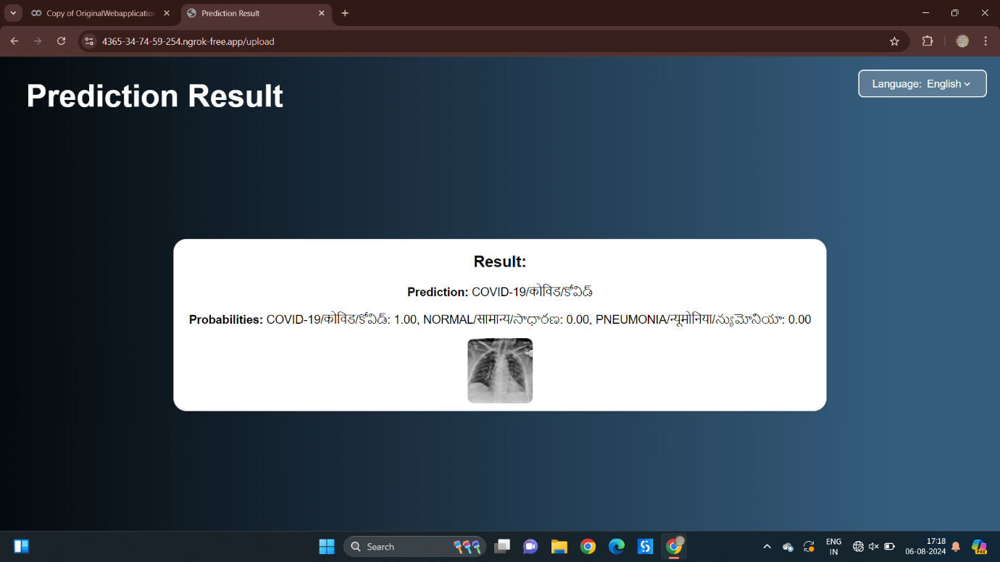 Copy of OriginalWebapplication
Prediction Result
4365-34-74-59-254.ngrok-free.app/upload
Prediction Result
Language: English
Result:
Prediction: COVID-19/कोविड/కోవిడ్
Probabilities: COVID-19/कोविड/కోవిడ్: 1.00, NORMAL/सामान्य/సాధారణ: 0.00, PNEUMONIA/न्यूमोनिया/న్యుమోనియా: 0.00
Search
ENG
IN
17:18
06-08-2024
PRE